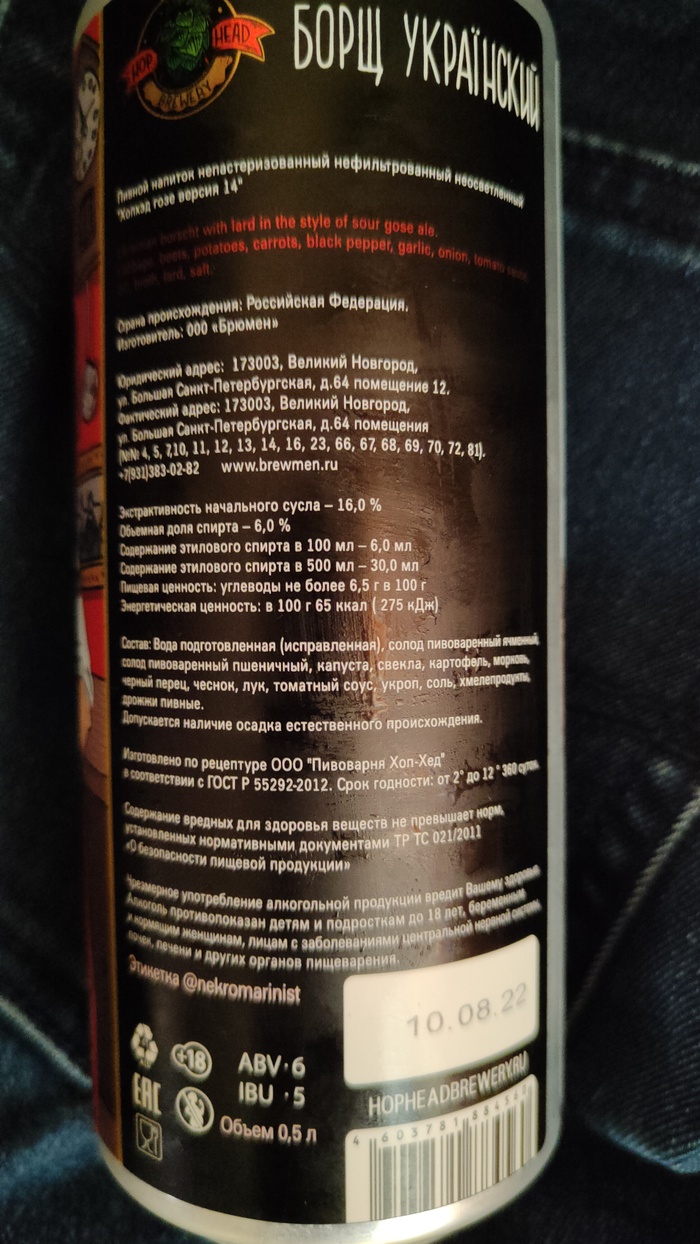 HOP HEAD
BREWERY
БОРЩ УКРАЇНСКИЙ
Пивной напиток непастеризованный нефильтрованный неосветленный
"Хопхэд гозе версия 14"
borscht with lard in the style of sour gose ale.
beets, potatoes, carrots, black pepper, garlic, onion, tomato sauce,
lard, salt.
Страна происхождения: Российская Федерация.
Изготовитель: ООО «Брюмен»
Юридический адрес: 173003, Великий Новгород,
ул. Большая Санкт-Петербургская, д.64 помещение 12.
Фактический адрес: 173003, Великий Новгород,
ул. Большая Санкт-Петербургская, д.64 помещения
(№№ 4, 5, 7,10, 11, 12, 13, 14, 16, 23, 66, 67, 68, 69, 70, 72, 81).
+7(931)383-02-82 www.brewmen.ru
Экстрактивность начального сусла – 16,0 %
Объемная доля спирта – 6,0 %
Содержание этилового спирта в 100 мл – 6,0 мл
Содержание этилового спирта в 500 мл – 30,0 мл
Пищевая ценность: углеводы не более 6,5 г в 100 г
Энергетическая ценность: в 100 г 65 ккал ( 275 кДж)
Состав: Вода подготовленная (исправленная), солод пивоваренный ячменный,
солод пивоваренный пшеничный, капуста, свекла, картофель, морковь,
черный перец, чеснок, лук, томатный соус, укроп, соль, хмелепродукты,
дрожжи пивные.
Допускается наличие осадка естественного происхождения.
Изготовлено по рецептуре ООО "Пивоварня Хоп-Хед"
в соответствии с ГОСТ Р 55292-2012. Срок годности: от 2° до 12 ° 360 суток.
Содержание вредных для здоровья веществ не превышает норм,
установленных нормативными документами ТР ТС 021/2011
«О безопасности пищевой продукции»
Чрезмерное употребление алкогольной продукции вредит Вашему здоровью.
Алкоголь противопоказан детям и подросткам до 18 лет, беременным
и кормящим женщинам, лицам с заболеваниями центральной нервной системы,
почек, печени и других органов пищеварения.
Этикетка @nekromarinist
10.08.22
+18
ABV·6
IBU ·5
EAC
Объем 0,5 л
HOPHEADBREWERY.RU
4 603781 884